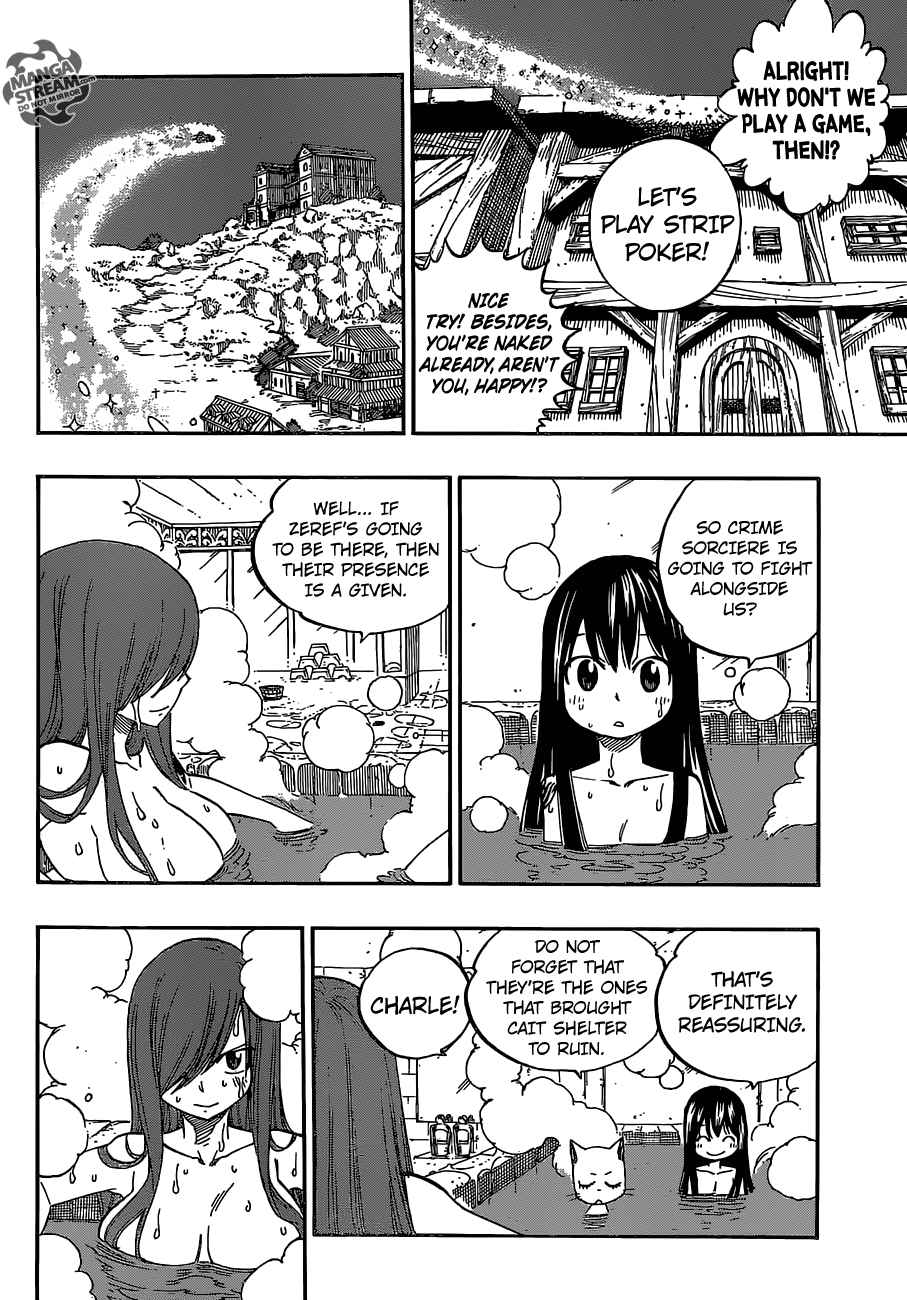 MANGA
STREAM.com
DO NOT MIRROR
ALRIGHT!
WHY DON'T WE
PLAY A GAME,
THEN!?
LET'S
PLAY STRIP
POKER!
NICE
TRY! BESIDES,
YOU'RE NAKED
ALREADY, AREN'T
YOU, HAPPY!?
SO CRIME
SORCIERE IS
GOING TO FIGHT
ALONGSIDE
US?
WELL... IF
ZEREF'S GOING
TO BE THERE, THEN
THEIR PRESENCE
IS A GIVEN.
THAT'S
DEFINITELY
REASSURING.
DO NOT
FORGET THAT
THEY'RE THE ONES
THAT BROUGHT
CAIT SHELTER
TO RUIN.
CHARLE!